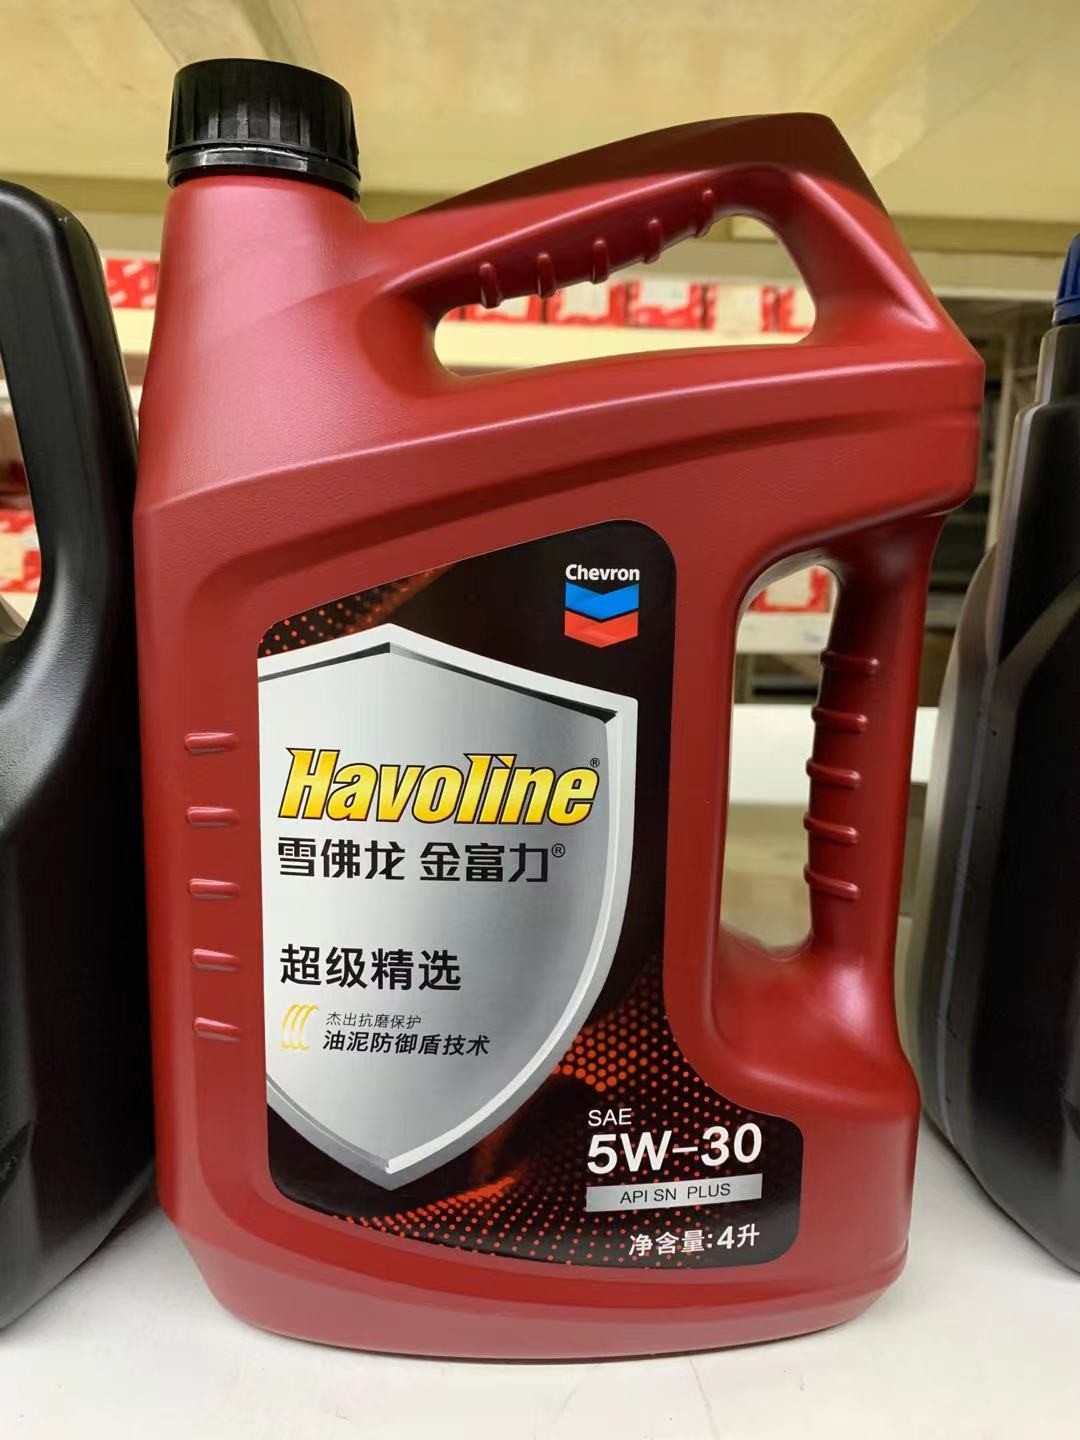 Chevron
Havoline®
雪佛龙 金富力®
超级精选
杰出抗磨保护
油泥防御盾技术
SAE
5W-30
API SN PLUS
净含量:4升